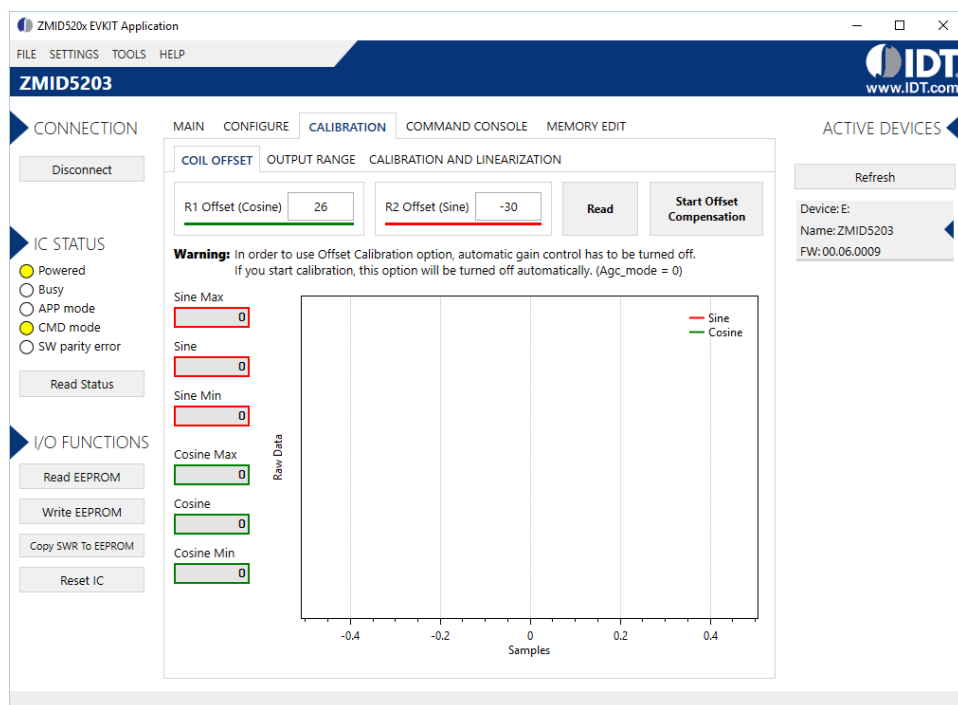 ZMID520x EVKIT Application
FILE SETTINGS TOOLS HELP
IDT.
www.IDT.com
ZMID5203
CONNECTION
Disconnect
IC STATUS
Powered
Busy
APP mode
CMD mode
SW parity error
Read Status
I/O FUNCTIONS
Read EEPROM
Write EEPROM
Copy SWR To EEPROM
Reset IC
MAIN CONFIGURE CALIBRATION COMMAND CONSOLE MEMORY EDIT
COIL OFFSET OUTPUT RANGE CALIBRATION AND LINEARIZATION
R1 Offset (Cosine) 26 R2 Offset (Sine) -30 Read Start Offset
Compensation
Warning: In order to use Offset Calibration option, automatic gain control has to be turned off.
If you start calibration, this option will be turned off automatically. (Agc_mode = 0)
Sine Max
0
Sine
0
Sine Min
0
Cosine Max
0
Cosine
0
Cosine Min
0
Raw Data
Sine
Cosine
-0.4 -0.2 0 0.2 0.4
Samples
ACTIVE DEVICES
Refresh
Device: E:
Name: ZMID5203
FW: 00.06.0009